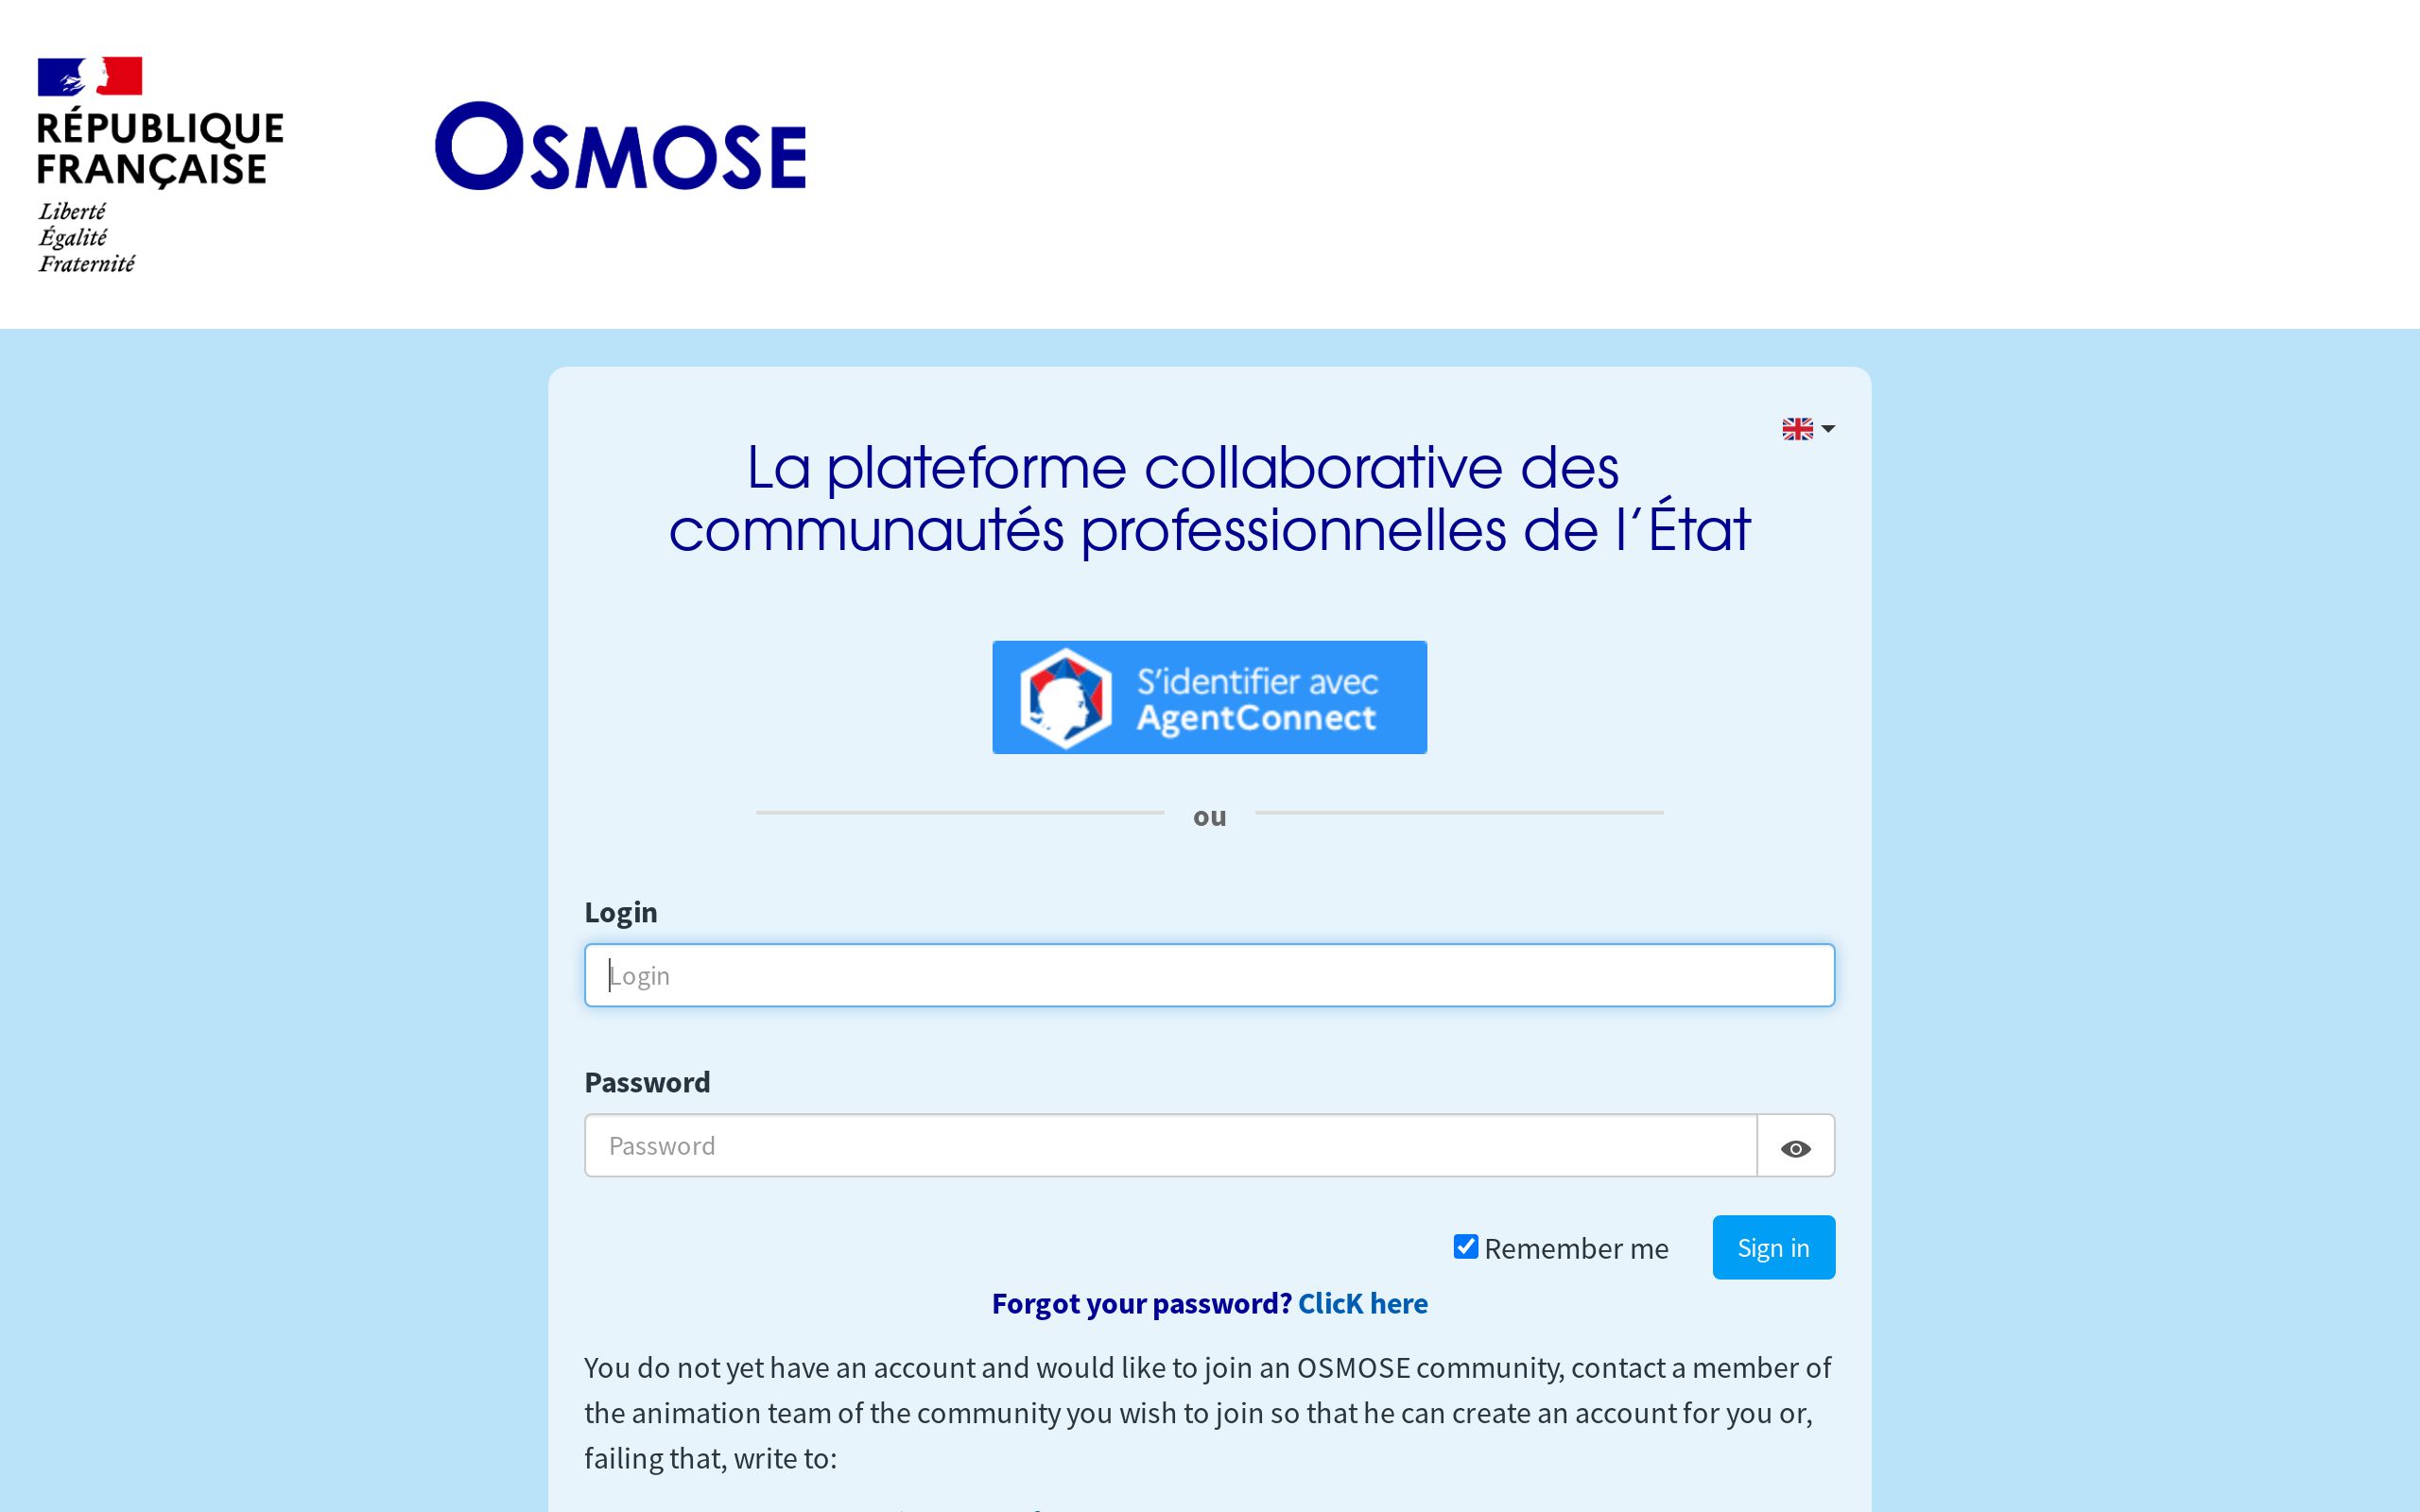 RÉPUBLIQUE
FRANÇAISE
Liberté
Égalité
Fraternité
OSMOSE
La plateforme collaborative des
communautés professionnelles de l'État
S'identifier avec
AgentConnect
ou
Login
Login
Password
Password
Remember me
Sign in
Forgot your password? ClicK here
You do not yet have an account and would like to join an OSMOSE community, contact a member of
the animation team of the community you wish to join so that he can create an account for you or,
failing that, write to: